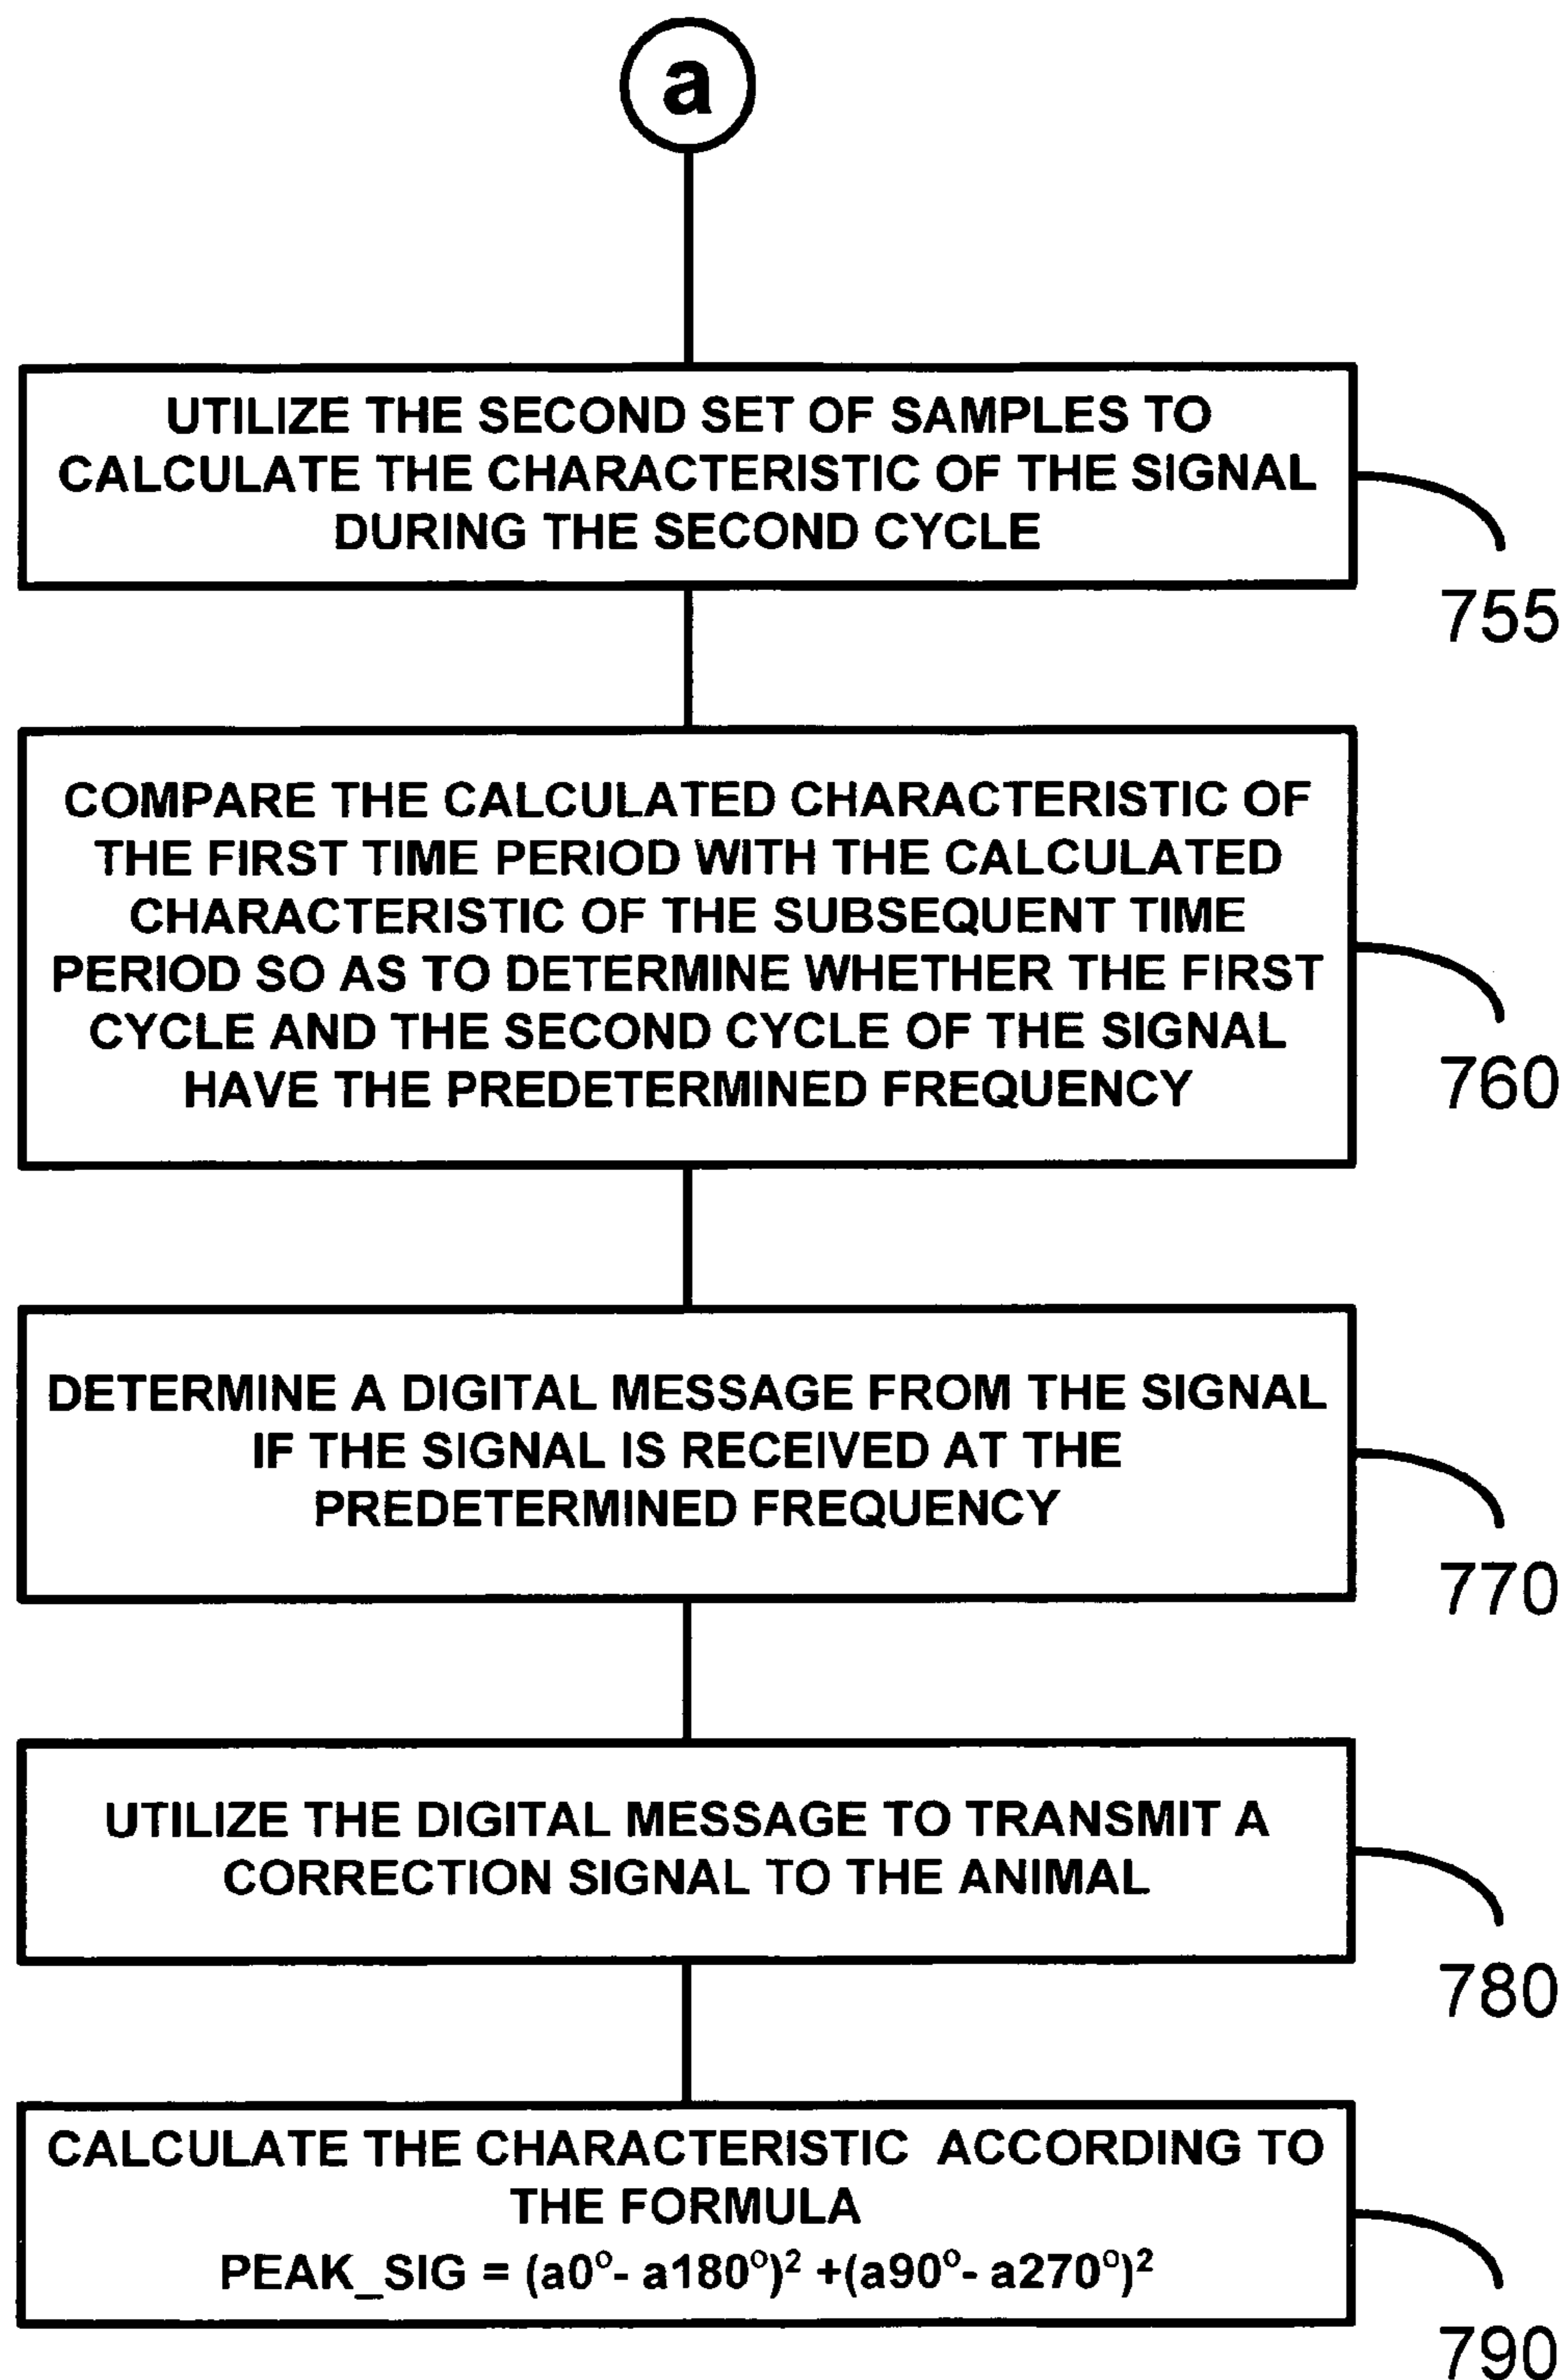 a
UTILIZE THE SECOND SET OF SAMPLES TO
CALCULATE THE CHARACTERISTIC OF THE SIGNAL
DURING THE SECOND CYCLE
755
COMPARE THE CALCULATED CHARACTERISTIC OF
THE FIRST TIME PERIOD WITH THE CALCULATED
CHARACTERISTIC OF THE SUBSEQUENT TIME
PERIOD SO AS TO DETERMINE WHETHER THE FIRST
CYCLE AND THE SECOND CYCLE OF THE SIGNAL
HAVE THE PREDETERMINED FREQUENCY
760
DETERMINE A DIGITAL MESSAGE FROM THE SIGNAL
IF THE SIGNAL IS RECEIVED AT THE
PREDETERMINED FREQUENCY
770
UTILIZE THE DIGITAL MESSAGE TO TRANSMIT A
CORRECTION SIGNAL TO THE ANIMAL
780
CALCULATE THE CHARACTERISTIC ACCORDING TO
THE FORMULA
PEAK_SIG = (a0°- a180°)² +(a90°- a270°)²
790